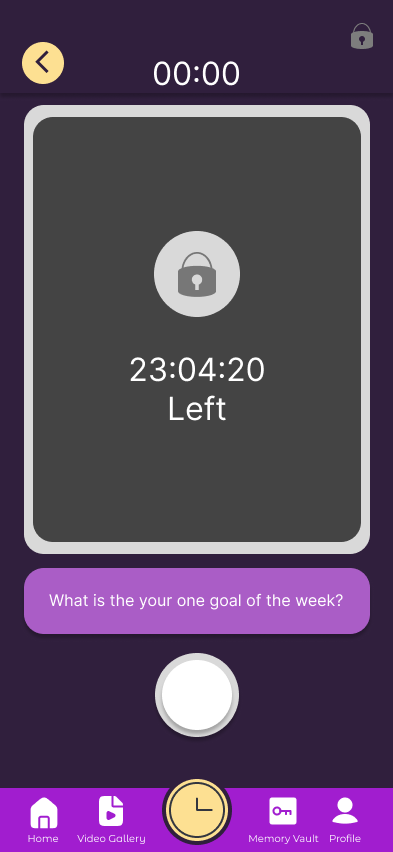 00:00
23:04:20
Left
What is the your one goal of the week?
Home
Video Gallery
Memory Vault
Profile